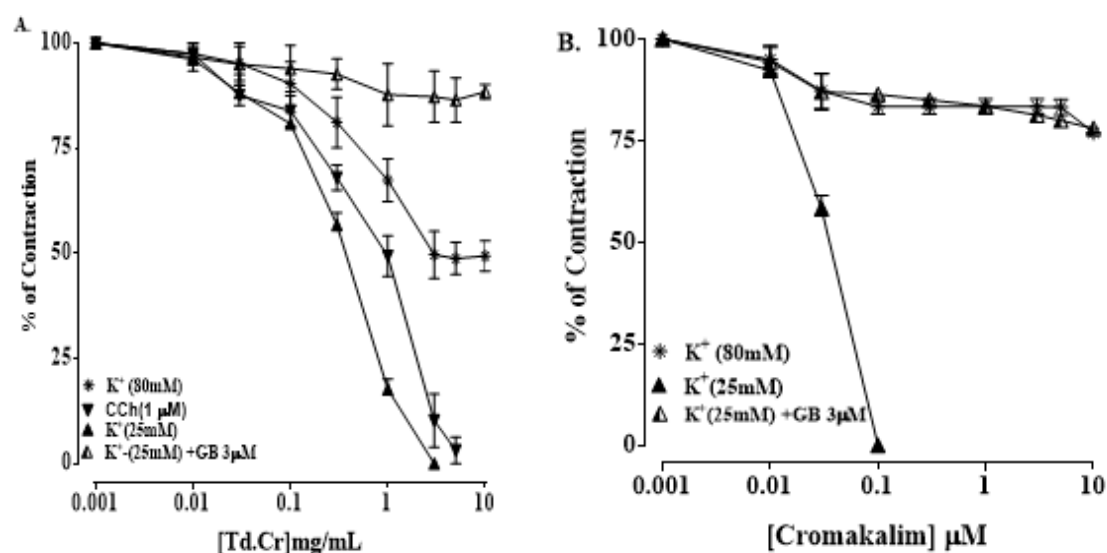 A.
100
75
50
25
0
% of Contraction
K+ (80mM)
CCh(1 µM)
K+(25mM)
K+-(25mM) +GB 3µM
0.001 0.01 0.1 1 10
[Td.Cr]mg/mL
B.
100
75
50
25
0
% of Contraction
K+ (80mM)
K+(25mM)
K+(25mM) +GB 3µM
0.001 0.01 0.1 1 10
[Cromakalim] µM